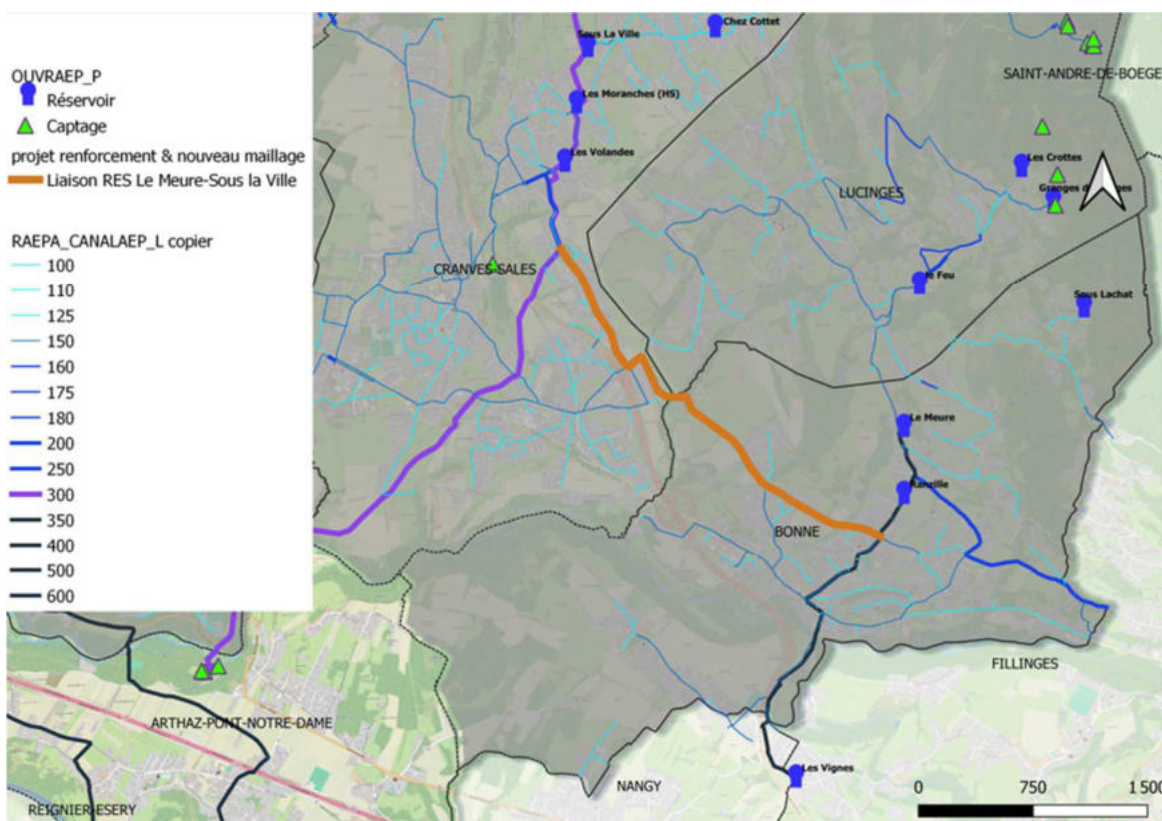 OUVRAEP_P
Réservoir
Captage
projet renforcement & nouveau maillage
Liaison RES Le Meure-Sous la Ville
RAEPA_CANALAEP_L copier
100
110
125
150
160
175
180
200
250
300
350
400
500
600
Chez Cottet
Sous La Ville
SAINT-ANDRE-DE-BOEGE
Les Moranches (HS)
Les Volandes
Les Crottes
LUCINGES
CRANVES-SALES
le Feu
Sous Lachat
Le Meure
Ranzille
BONNE
FILLINGES
ARTHAZ-PONT-NOTRE-DAME
Les Vignes
NANGY
REIGNIER-ESERY
0 750 1 500